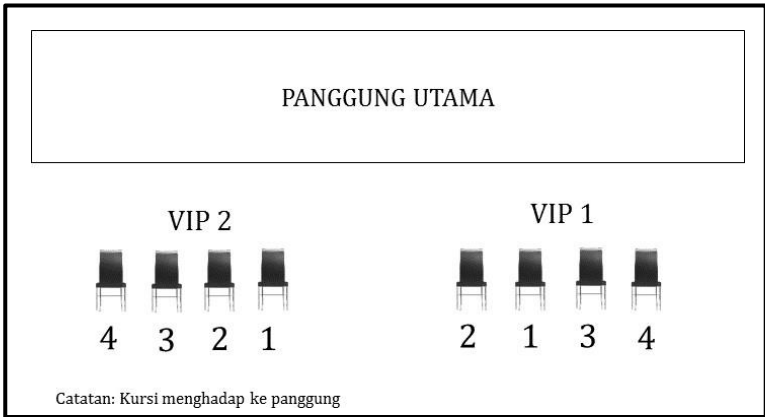 PANGGUNG UTAMA
VIP 2
VIP 1
4 3 2 1
2 1 3 4
Catatan: Kursi menghadap ke panggung